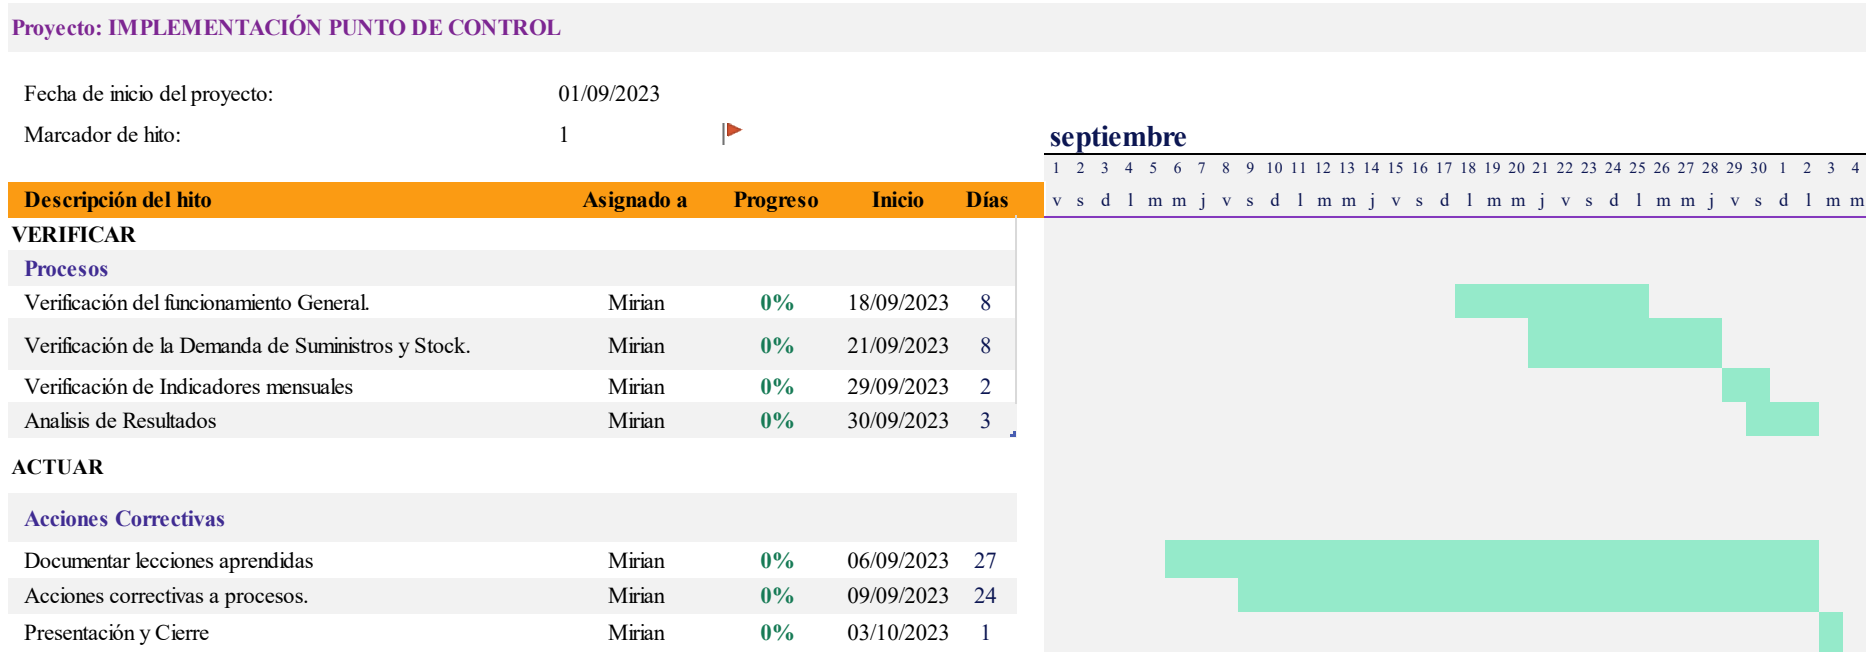 Proyecto: IMPLEMENTACIÓN PUNTO DE CONTROL
Fecha de inicio del proyecto: 01/09/2023
Marcador de hito: 1
septiembre
1 2 3 4 5 6 7 8 9 10 11 12 13 14 15 16 17 18 19 20 21 22 23 24 25 26 27 28 29 30 1 2 3 4
Descripción del hito Asignado a Progreso Inicio Días v s d l m m j v s d l m m j v s d l m m j v s d l m m j v s d l m m
VERIFICAR
Procesos
Verificación del funcionamiento General. Mirian 0% 18/09/2023 8
Verificación de la Demanda de Suministros y Stock. Mirian 0% 21/09/2023 8
Verificación de Indicadores mensuales Mirian 0% 29/09/2023 2
Analisis de Resultados Mirian 0% 30/09/2023 3
ACTUAR
Acciones Correctivas
Documentar lecciones aprendidas Mirian 0% 06/09/2023 27
Acciones correctivas a procesos. Mirian 0% 09/09/2023 24
Presentación y Cierre Mirian 0% 03/10/2023 1